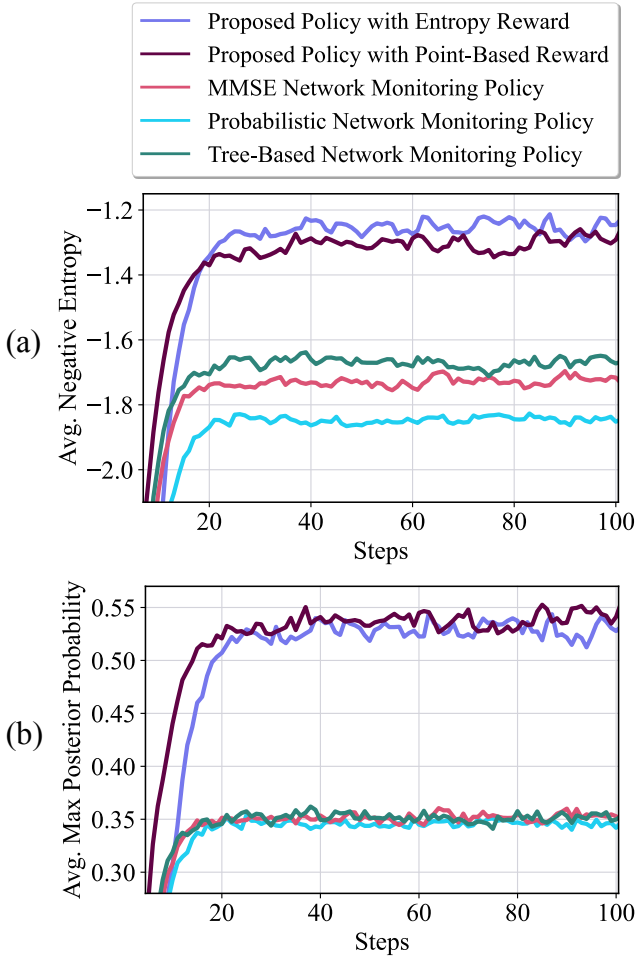 Proposed Policy with Entropy Reward
Proposed Policy with Point-Based Reward
MMSE Network Monitoring Policy
Probabilistic Network Monitoring Policy
Tree-Based Network Monitoring Policy
(a)
Avg. Negative Entropy
−1.2
−1.4
−1.6
−1.8
−2.0
20 40 60 80 100
Steps
(b)
Avg. Max Posterior Probability
0.55
0.50
0.45
0.40
0.35
0.30
20 40 60 80 100
Steps